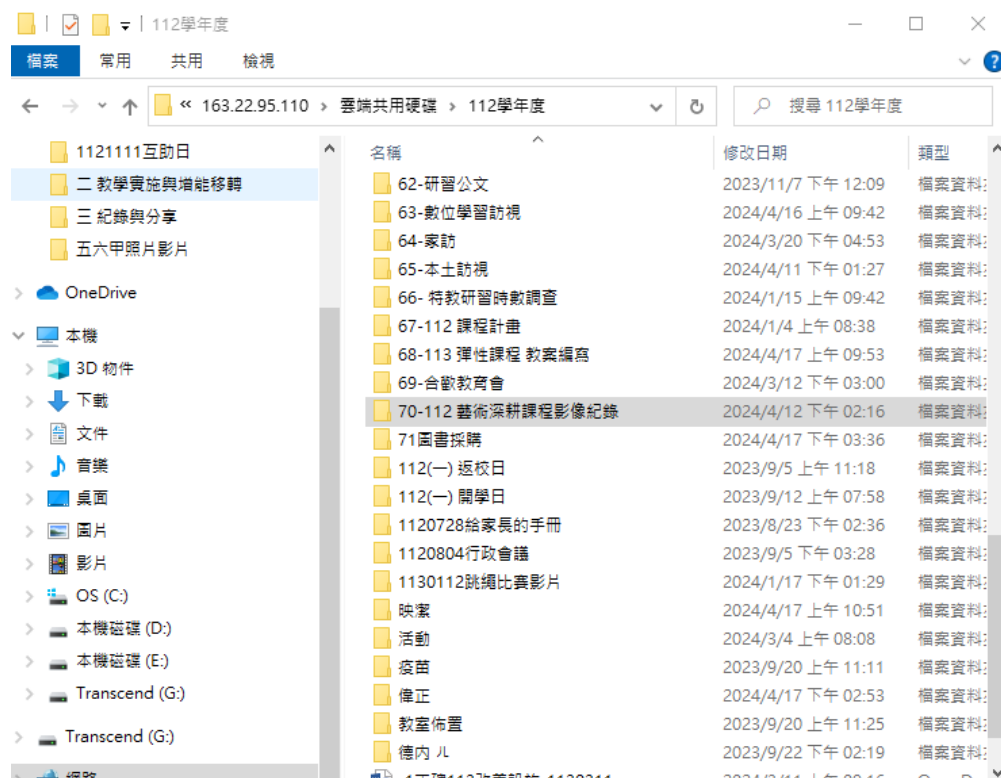 112學年度
檔案 常用 共用 檢視
« 163.22.95.110 › 雲端共用硬碟 › 112學年度 搜尋 112學年度
1121111互助日
二 教學實施與增能移轉
三 紀錄與分享
五六甲照片影片
OneDrive
本機
3D 物件
下載
文件
音樂
桌面
圖片
影片
OS (C:)
本機磁碟 (D:)
本機磁碟 (E:)
Transcend (G:)
Transcend (G:)
網路
名稱 修改日期 類型
62-研習公文 2023/11/7 下午 12:09 檔案資料
63-數位學習訪視 2024/4/16 上午 09:42 檔案資料
64-家訪 2024/3/20 下午 04:53 檔案資料
65-本土訪視 2024/4/11 下午 01:27 檔案資料
66- 特教研習時數調查 2024/1/15 上午 09:42 檔案資料
67-112 課程計畫 2024/1/4 上午 08:38 檔案資料
68-113 彈性課程 教案編寫 2024/4/17 上午 09:53 檔案資料
69-合歡教育會 2024/3/12 下午 03:00 檔案資料
70-112 藝術深耕課程影像紀錄 2024/4/12 下午 02:16 檔案資料
71圖書採購 2024/4/17 下午 03:36 檔案資料
112(一) 返校日 2023/9/5 上午 11:18 檔案資料
112(一) 開學日 2023/9/12 上午 07:58 檔案資料
1120728給家長的手冊 2023/8/23 下午 02:36 檔案資料
1120804行政會議 2023/9/5 下午 03:28 檔案資料
1130112跳繩比賽影片 2024/1/17 下午 01:29 檔案資料
映潔 2024/4/17 上午 10:51 檔案資料
活動 2024/3/4 上午 08:08 檔案資料
疫苗 2023/9/20 上午 11:11 檔案資料
偉正 2024/4/17 下午 02:53 檔案資料
教室佈置 2023/9/20 上午 11:25 檔案資料
德內 ㄦ 2023/9/22 下午 02:19 檔案資料